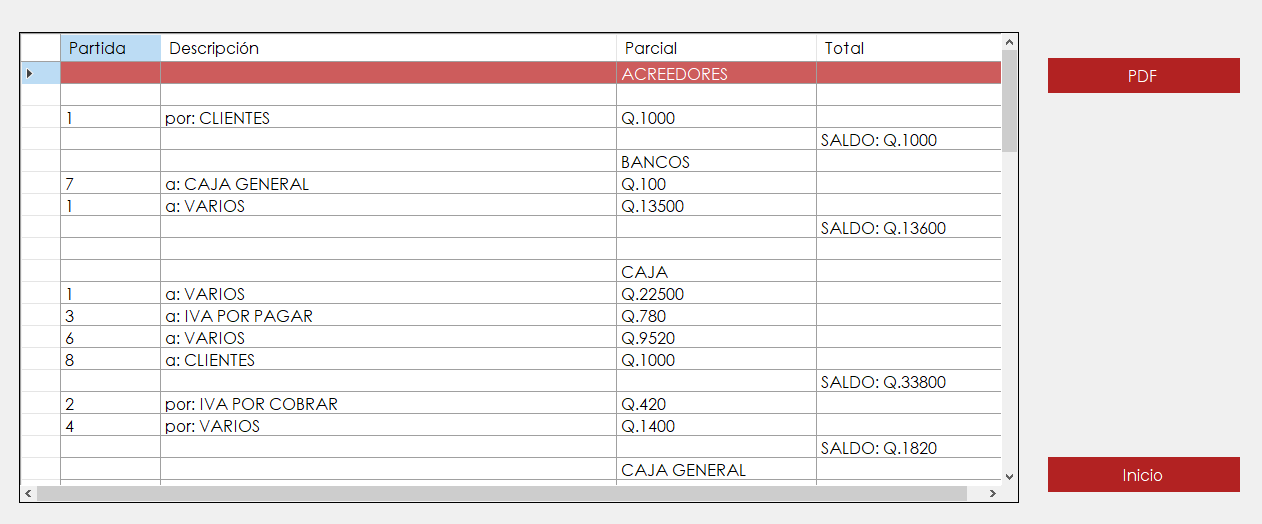 Partida Descripción Parcial Total
ACREEDORES
PDF
1 por: CLIENTES Q.1000
SALDO: Q.1000
BANCOS
7 a: CAJA GENERAL Q.100
1 a: VARIOS Q.13500
SALDO: Q.13600
CAJA
1 a: VARIOS Q.22500
3 a: IVA POR PAGAR Q.780
6 a: VARIOS Q.9520
8 a: CLIENTES Q.1000
SALDO: Q.33800
2 por: IVA POR COBRAR Q.420
4 por: VARIOS Q.1400
SALDO: Q.1820
CAJA GENERAL
Inicio